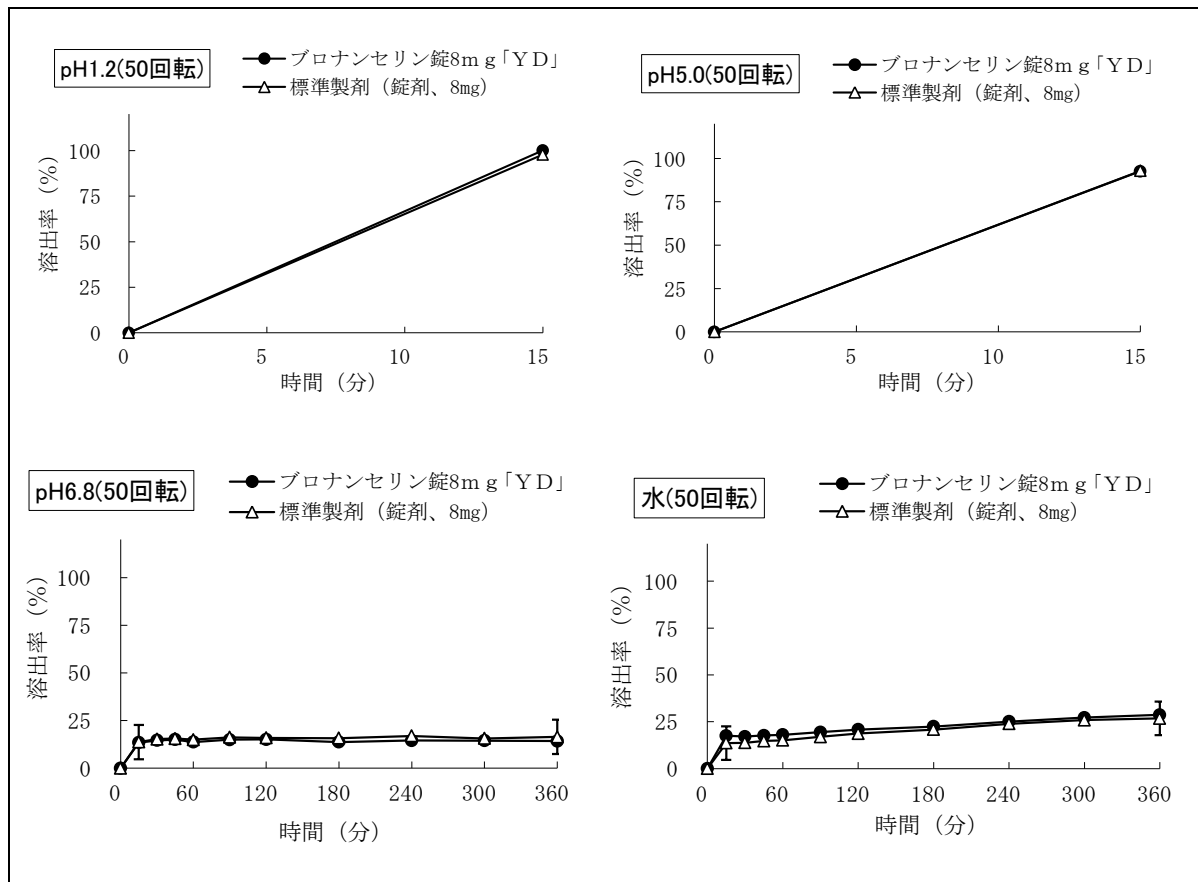 pH1.2(50回転)
ブロナンセリン錠8ｍｇ「ＹＤ」
標準製剤（錠剤、8mg）
溶出率（%）
100
75
50
25
0
0 5 10 15
時間（分）
pH5.0(50回転)
ブロナンセリン錠8ｍｇ「ＹＤ」
標準製剤（錠剤、8mg）
溶出率（%）
100
75
50
25
0
0 5 10 15
時間（分）
pH6.8(50回転)
ブロナンセリン錠8ｍｇ「ＹＤ」
標準製剤（錠剤、8mg）
溶出率（%）
100
75
50
25
0
0 60 120 180 240 300 360
時間（分）
水(50回転)
ブロナンセリン錠8ｍｇ「ＹＤ」
標準製剤（錠剤、8mg）
溶出率（%）
100
75
50
25
0
0 60 120 180 240 300 360
時間（分）